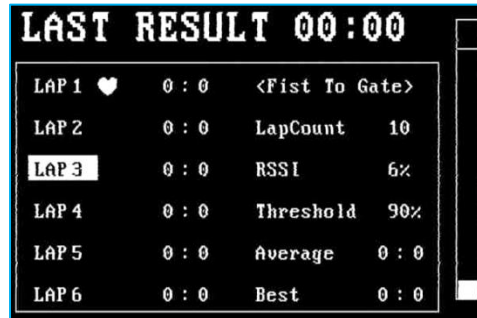 LAST RESULT 00:00
LAP 1 ♥ 0 : 0 <Fist To Gate>
LAP 2 0 : 0 LapCount 10
LAP 3 0 : 0 RSSI 6%
LAP 4 0 : 0 Threshold 90%
LAP 5 0 : 0 Average 0 : 0
LAP 6 0 : 0 Best 0 : 0